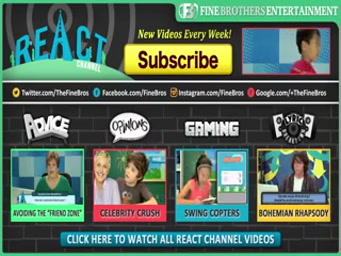 FINE BROTHERS ENTERTAINMENT
REACT
CHANNEL
New Videos Every Week!
Subscribe
Twitter.com/TheFineBros
Facebook.com/FineBros
Instagram.com/FineBros
Google.com/+TheFineBros
ADVICE
OPINIONS
GAMING
LYRIC
AVOIDING THE "FRIEND ZONE"
CELEBRITY CRUSH
SWING COPTERS
BOHEMIAN RHAPSODY
CLICK HERE TO WATCH ALL REACT CHANNEL VIDEOS